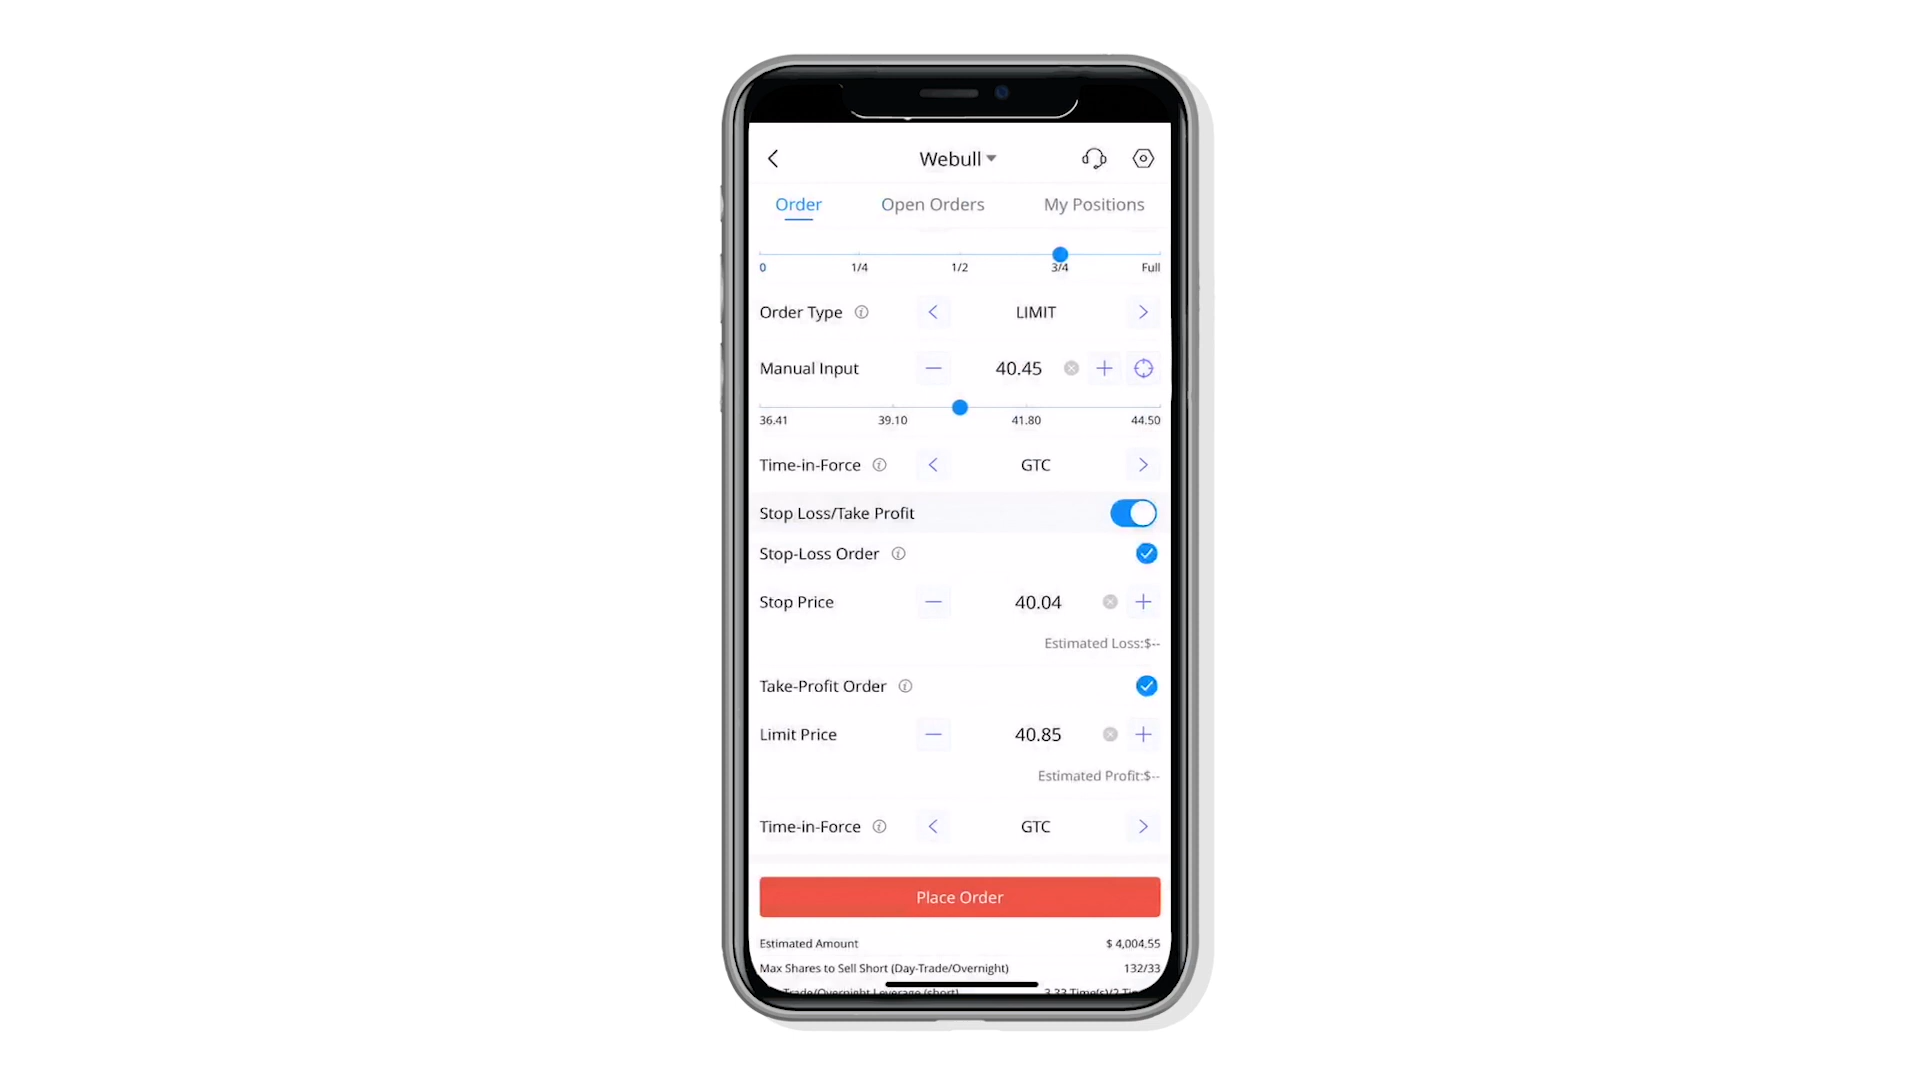 Webull
Order Open Orders My Positions
0 1/4 1/2 3/4 Full
Order Type LIMIT
Manual Input 40.45
36.41 39.10 41.80 44.50
Time-in-Force GTC
Stop Loss/Take Profit
Stop-Loss Order
Stop Price 40.04
Estimated Loss:$--
Take-Profit Order
Limit Price 40.85
Estimated Profit:$--
Time-in-Force GTC
Place Order
Estimated Amount $ 4,004.55
Max Shares to Sell Short (Day-Trade/Overnight) 132/33
Trade/Overnight Leverage (short) 3.33 Time(s)/2